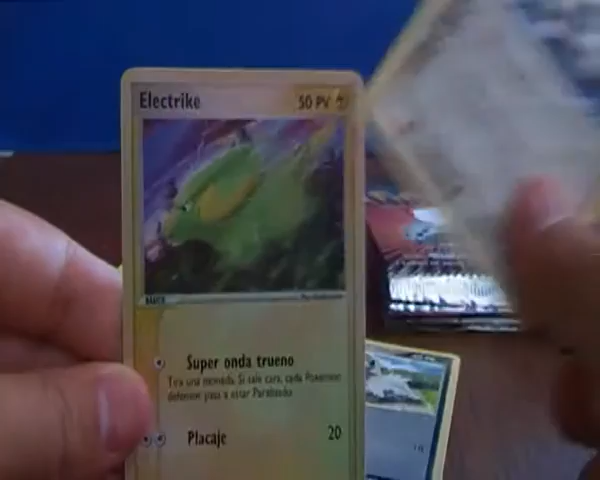 Electrike 50 PV
BÁSICO
Super onda trueno
Tira una moneda. Si sale cara, cada Pokémon
defensor pasa a estar Paralizado.
Placaje 20